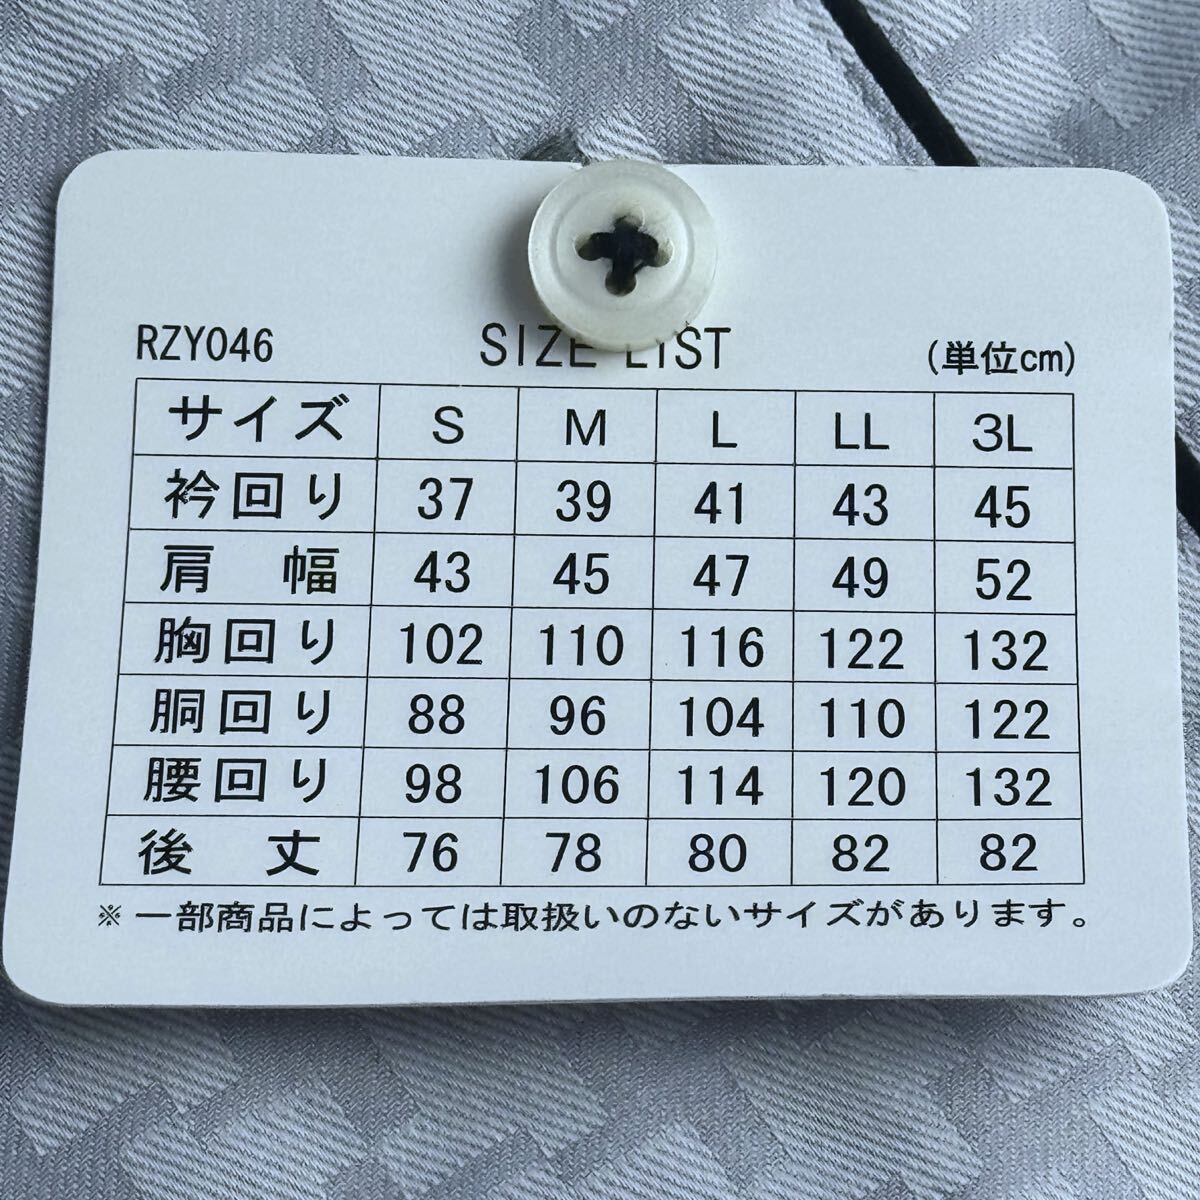 RZY046 SIZE LIST (単位cm)
サイズ S M L LL 3L
衿回り 37 39 41 43 45
肩幅 43 45 47 49 52
胸回り 102 110 116 122 132
胴回り 88 96 104 110 122
腰回り 98 106 114 120 132
後丈 76 78 80 82 82
※一部商品によっては取扱いのないサイズがあります。